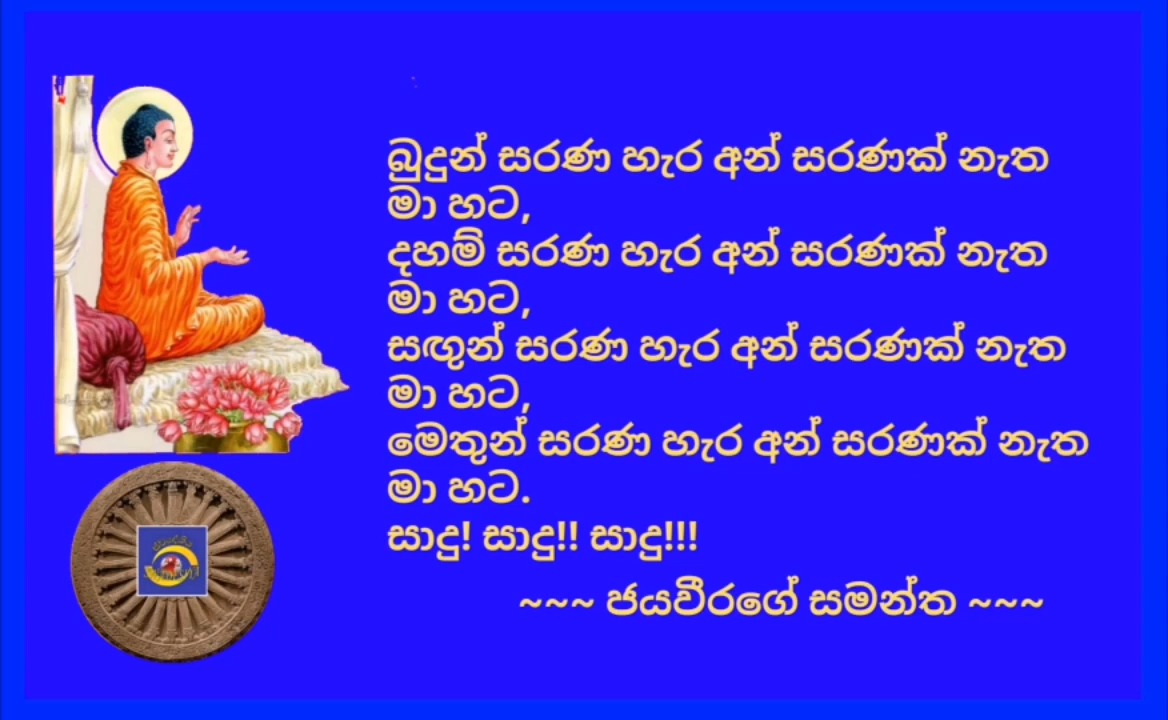 බුදුන් සරණ හැර අන් සරණක් නැත
මා හට,
දහම් සරණ හැර අන් සරණක් නැත
මා හට,
සඟුන් සරණ හැර අන් සරණක් නැත
මා හට,
මෙතුන් සරණ හැර අන් සරණක් නැත
මා හට.
සාදු! සාදු!! සාදු!!!
~~~ ජයවීරගේ සමන්ත ~~~